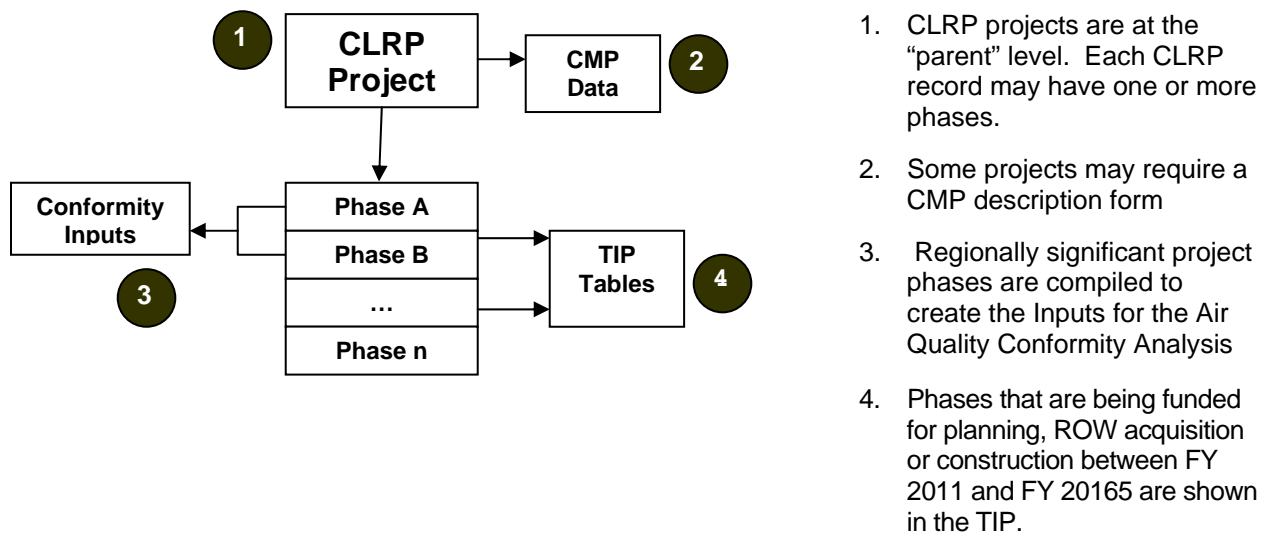 1
CLRP
Project
CMP
Data
2
Conformity
Inputs
3
Phase A
Phase B
…
Phase n
TIP
Tables
4
1. CLRP projects are at the
“parent” level. Each CLRP
record may have one or more
phases.
2. Some projects may require a
CMP description form
3. Regionally significant project
phases are compiled to
create the Inputs for the Air
Quality Conformity Analysis
4. Phases that are being funded
for planning, ROW acquisition
or construction between FY
2011 and FY 20165 are shown
in the TIP.